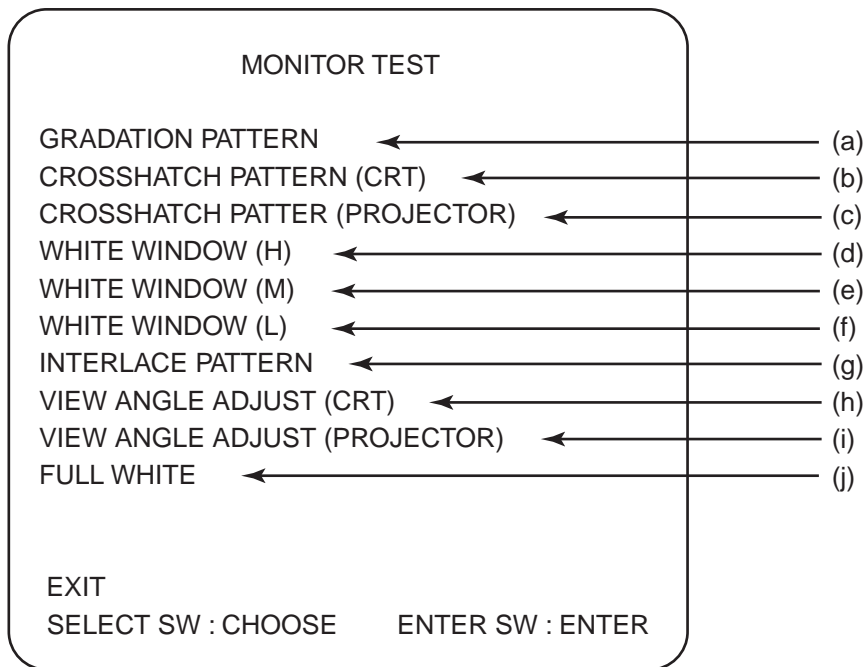 MONITOR TEST
GRADATION PATTERN (a)
CROSSHATCH PATTERN (CRT) (b)
CROSSHATCH PATTER (PROJECTOR) (c)
WHITE WINDOW (H) (d)
WHITE WINDOW (M) (e)
WHITE WINDOW (L) (f)
INTERLACE PATTERN (g)
VIEW ANGLE ADJUST (CRT) (h)
VIEW ANGLE ADJUST (PROJECTOR) (i)
FULL WHITE (j)
EXIT
SELECT SW : CHOOSE ENTER SW : ENTER